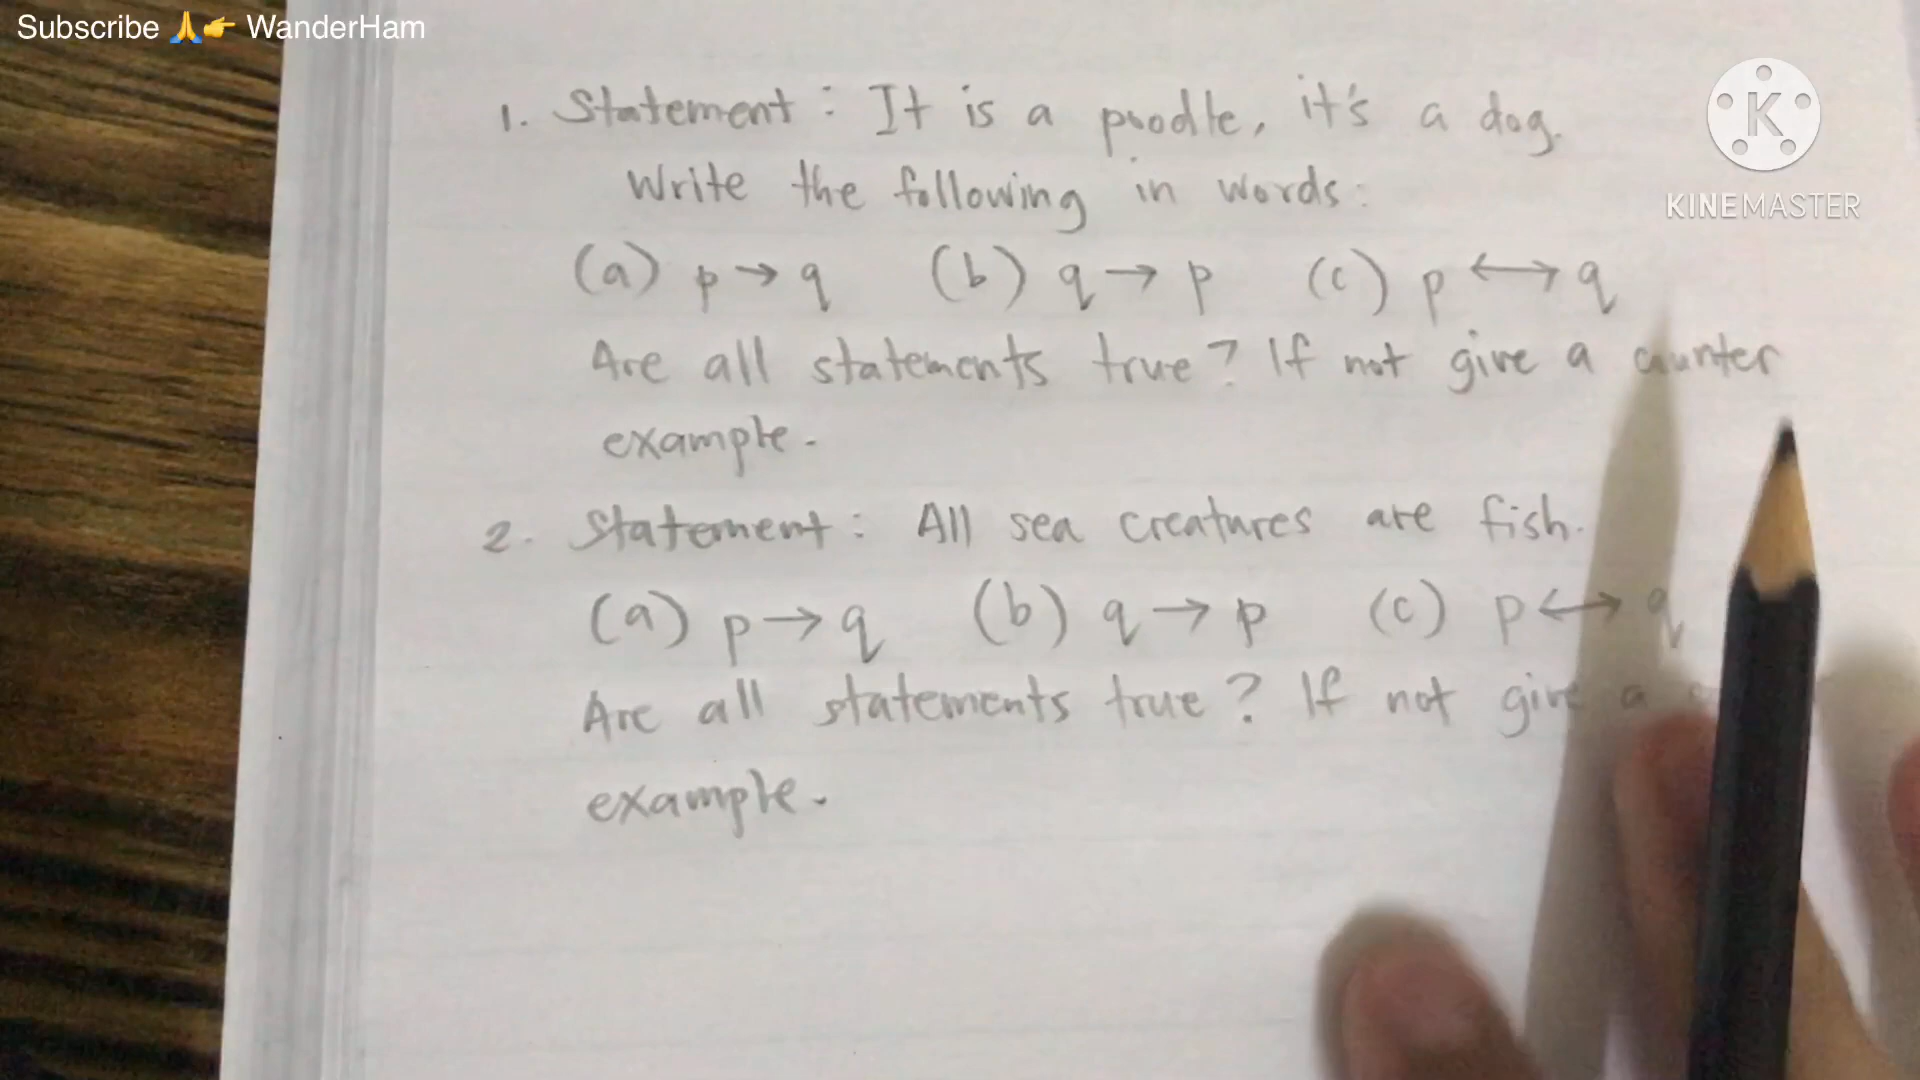 Subscribe 🙏👉 WanderHam
KINEMASTER
1. Statement: It is a poodle, it's a dog.
Write the following in words:
(a) p → q (b) q → p (c) p ↔ q
Are all statements true? If not give a counter
example.
2. Statement: All sea creatures are fish.
(a) p → q (b) q → p (c) p ↔ q
Are all statements true? If not give a
example.